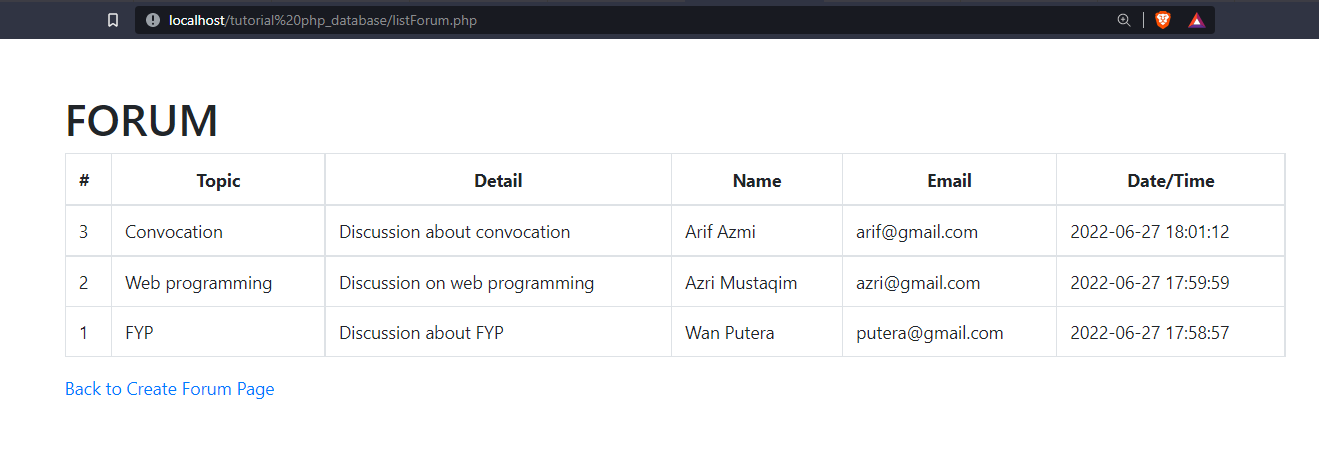 localhost/tutorial%20php_database/listForum.php
FORUM
# Topic Detail Name Email Date/Time
3 Convocation Discussion about convocation Arif Azmi arif@gmail.com 2022-06-27 18:01:12
2 Web programming Discussion on web programming Azri Mustaqim azri@gmail.com 2022-06-27 17:59:59
1 FYP Discussion about FYP Wan Putera putera@gmail.com 2022-06-27 17:58:57
Back to Create Forum Page